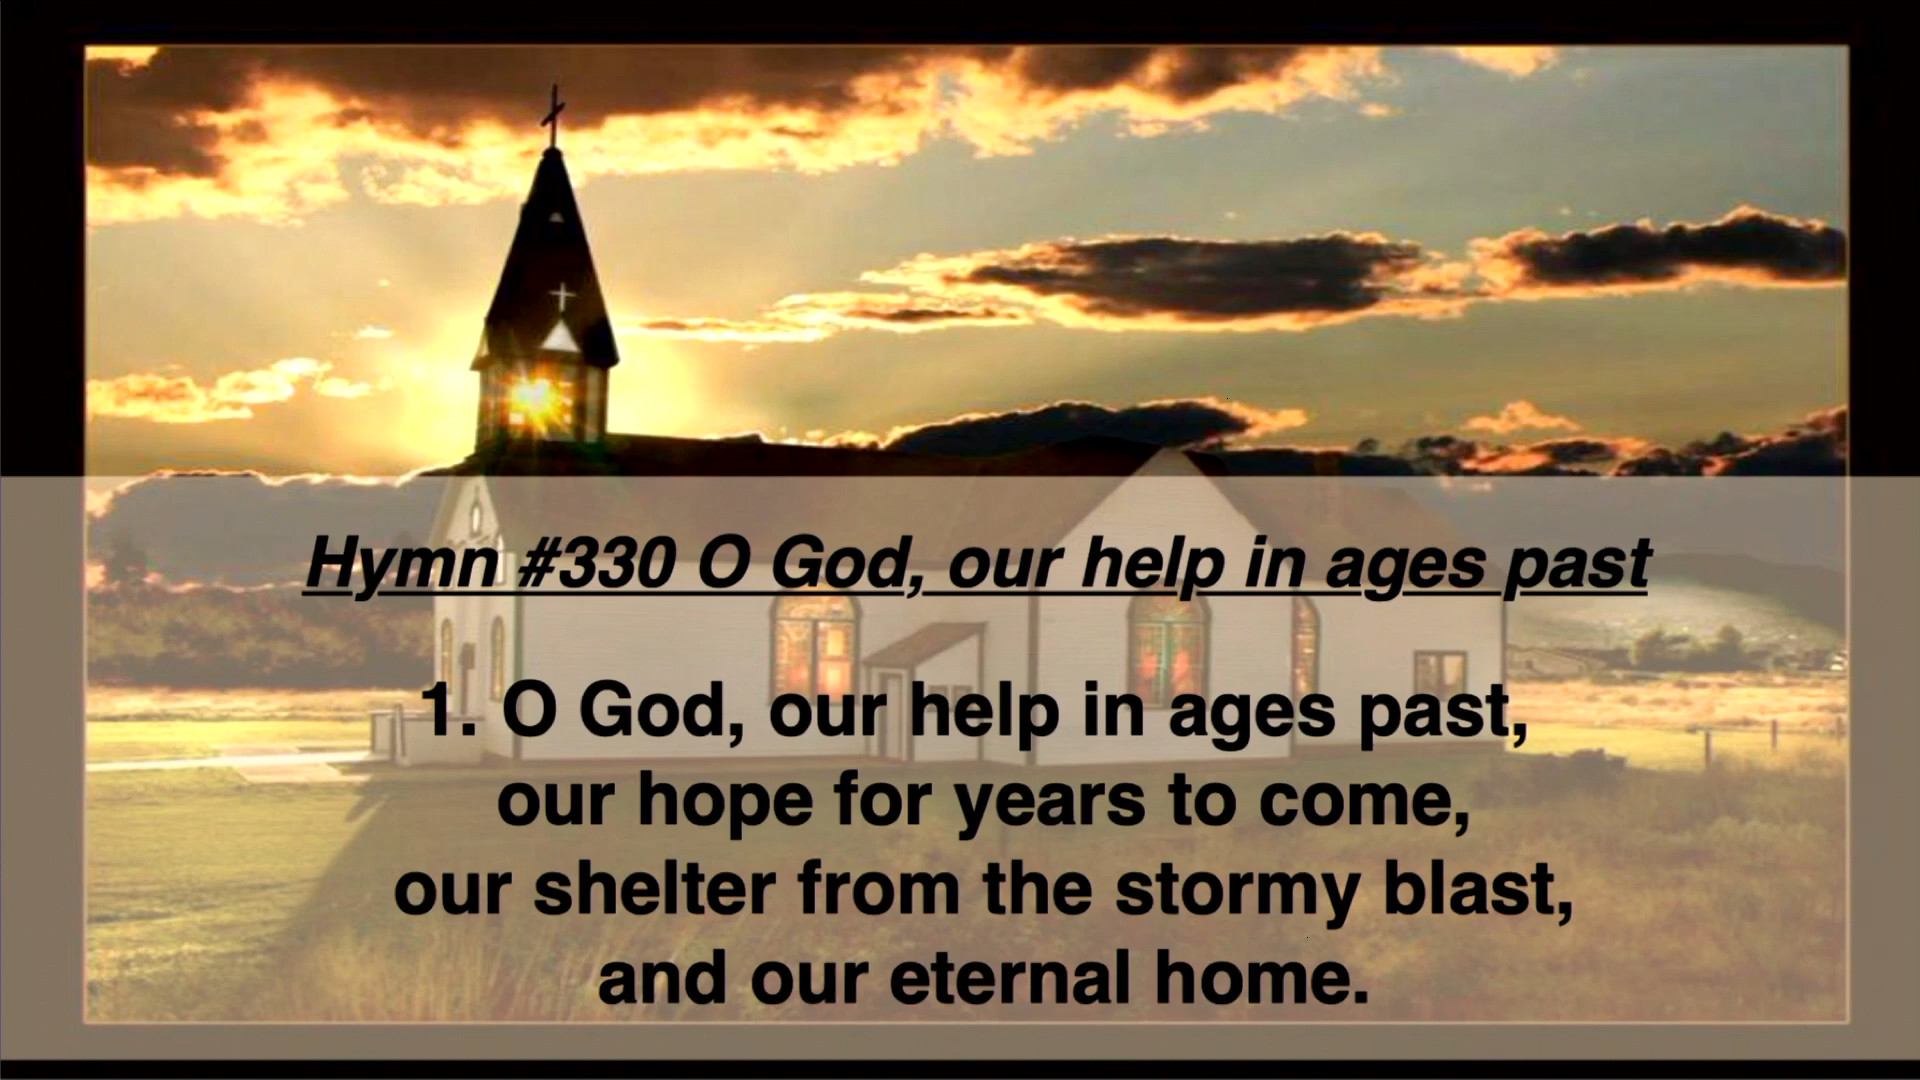 Hymn #330 O God, our help in ages past
1. O God, our help in ages past,
our hope for years to come,
our shelter from the stormy blast,
and our eternal home.